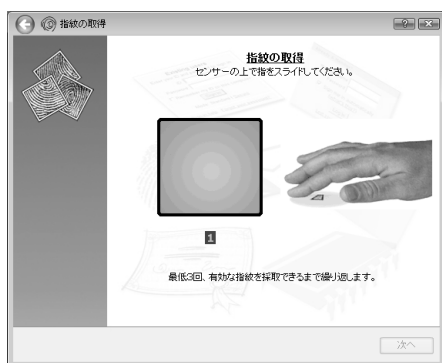 指紋の取得
指紋の取得
センサーの上で指をスライドしてください。
1
最低3回、有効な指紋を採取できるまで繰り返します。
次へ